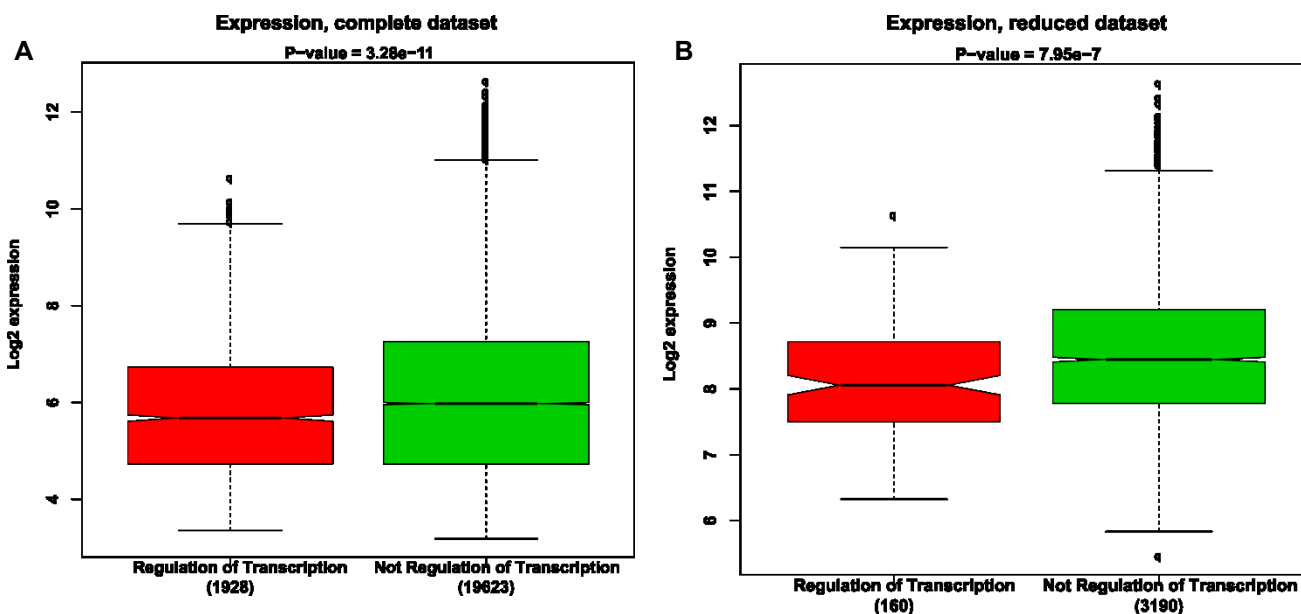 Expression, complete dataset
A
P-value = 3.28e-11
Log2 expression
12
10
8
6
4
Regulation of Transcription
(1928)
Not Regulation of Transcription
(19623)
Expression, reduced dataset
B
P-value = 7.95e-7
Log2 expression
12
11
10
9
8
7
6
Regulation of Transcription
(160)
Not Regulation of Transcription
(3190)